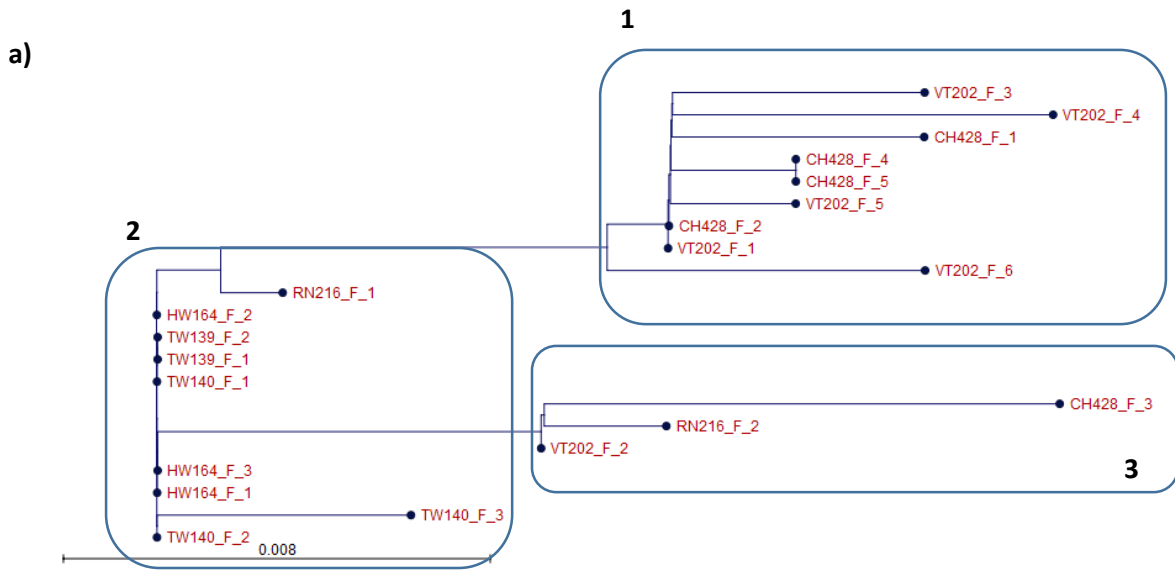 1
a)
VT202_F_3
VT202_F_4
CH428_F_1
CH428_F_4
CH428_F_5
VT202_F_5
CH428_F_2
2
VT202_F_1
VT202_F_6
RN216_F_1
HW164_F_2
TW139_F_2
TW139_F_1
TW140_F_1
CH428_F_3
RN216_F_2
VT202_F_2
HW164_F_3
3
HW164_F_1
TW140_F_3
TW140_F_2
0.008